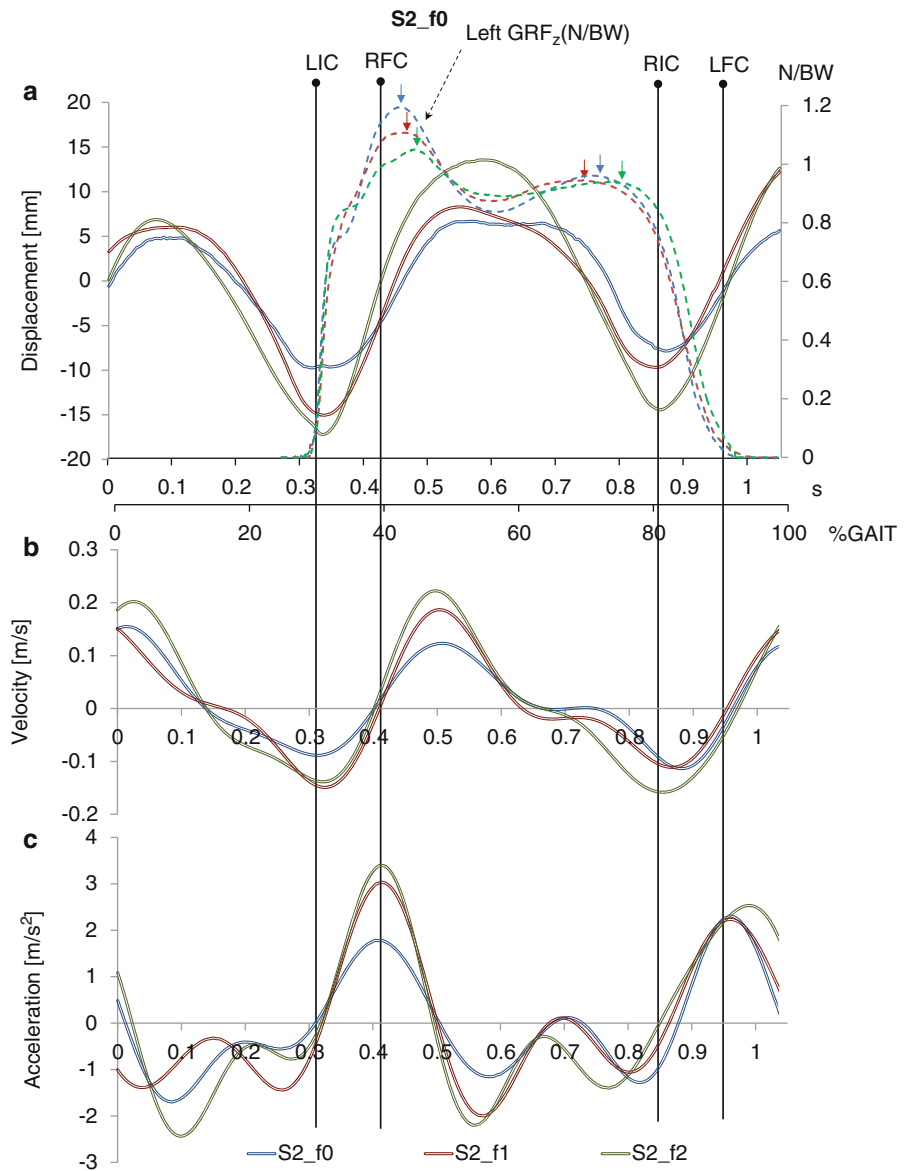 S2_f0
Left GRFz(N/BW)
LIC RFC RIC LFC N/BW
a
20
15
10
5
0
-5
-10
-15
-20
Displacement [mm]
1.2
1
0.8
0.6
0.4
0.2
0
0 0.1 0.2 0.3 0.4 0.5 0.6 0.7 0.8 0.9 1 s
0 20 40 60 80 100 %GAIT
b
0.3
0.2
0.1
0
-0.1
-0.2
Velocity [m/s]
0 0.1 0.2 0.3 0.4 0.5 0.6 0.7 0.8 0.9 1
c
4
3
2
1
0
-1
-2
-3
Acceleration [m/s²]
0 0.1 0.2 0.3 0.4 0.5 0.6 0.7 0.8 0.9 1
S2_f0 S2_f1 S2_f2